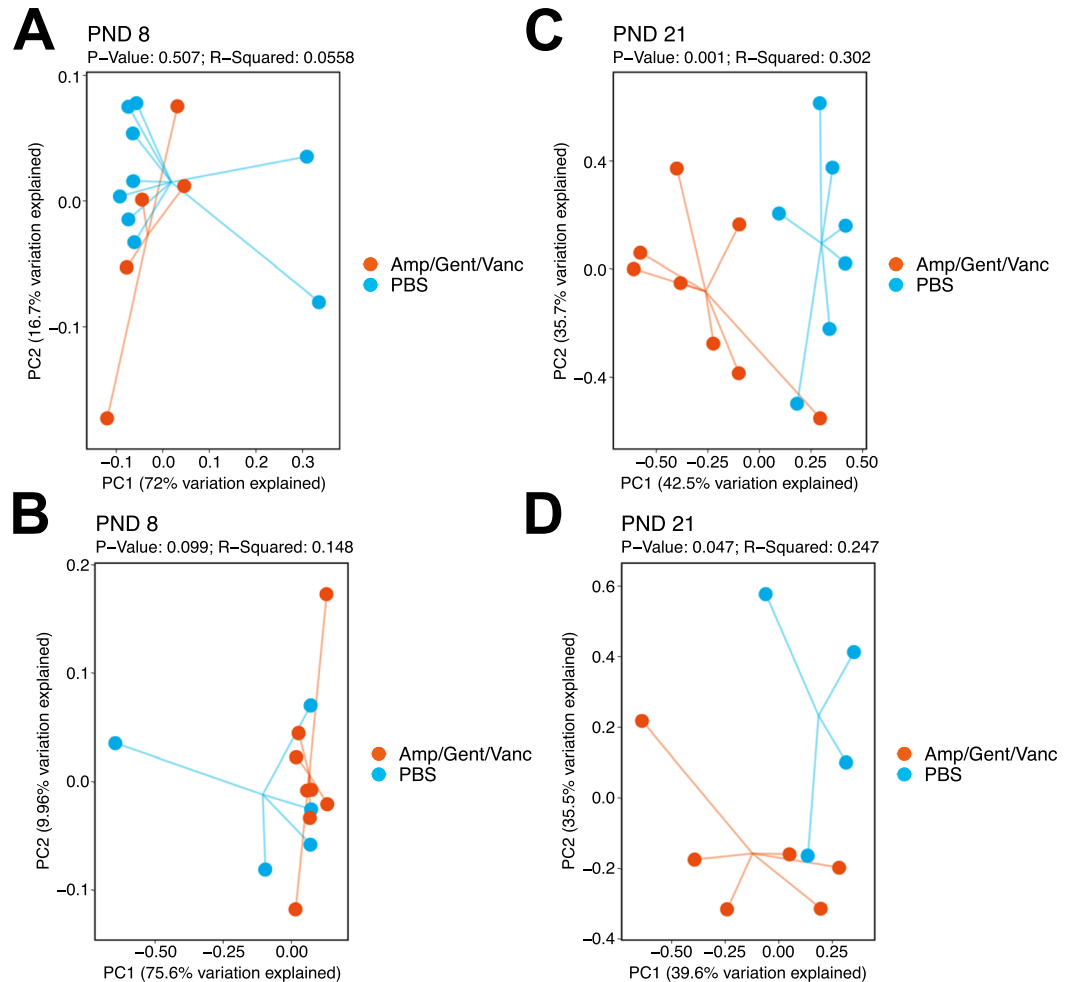 A
PND 8
P−Value: 0.507; R−Squared: 0.0558
0.1
0.0
−0.1
PC2 (16.7% variation explained)
−0.1 0.0 0.1 0.2 0.3
PC1 (72% variation explained)
Amp/Gent/Vanc
PBS
C
PND 21
P−Value: 0.001; R−Squared: 0.302
0.4
0.0
−0.4
PC2 (35.7% variation explained)
−0.50 −0.25 0.00 0.25 0.50
PC1 (42.5% variation explained)
Amp/Gent/Vanc
PBS
B
PND 8
P−Value: 0.099; R−Squared: 0.148
0.2
0.1
0.0
−0.1
PC2 (9.96% variation explained)
−0.50 −0.25 0.00
PC1 (75.6% variation explained)
Amp/Gent/Vanc
PBS
D
PND 21
P−Value: 0.047; R−Squared: 0.247
0.6
0.4
0.2
0.0
−0.2
−0.4
PC2 (35.5% variation explained)
−0.50 −0.25 0.00 0.25
PC1 (39.6% variation explained)
Amp/Gent/Vanc
PBS